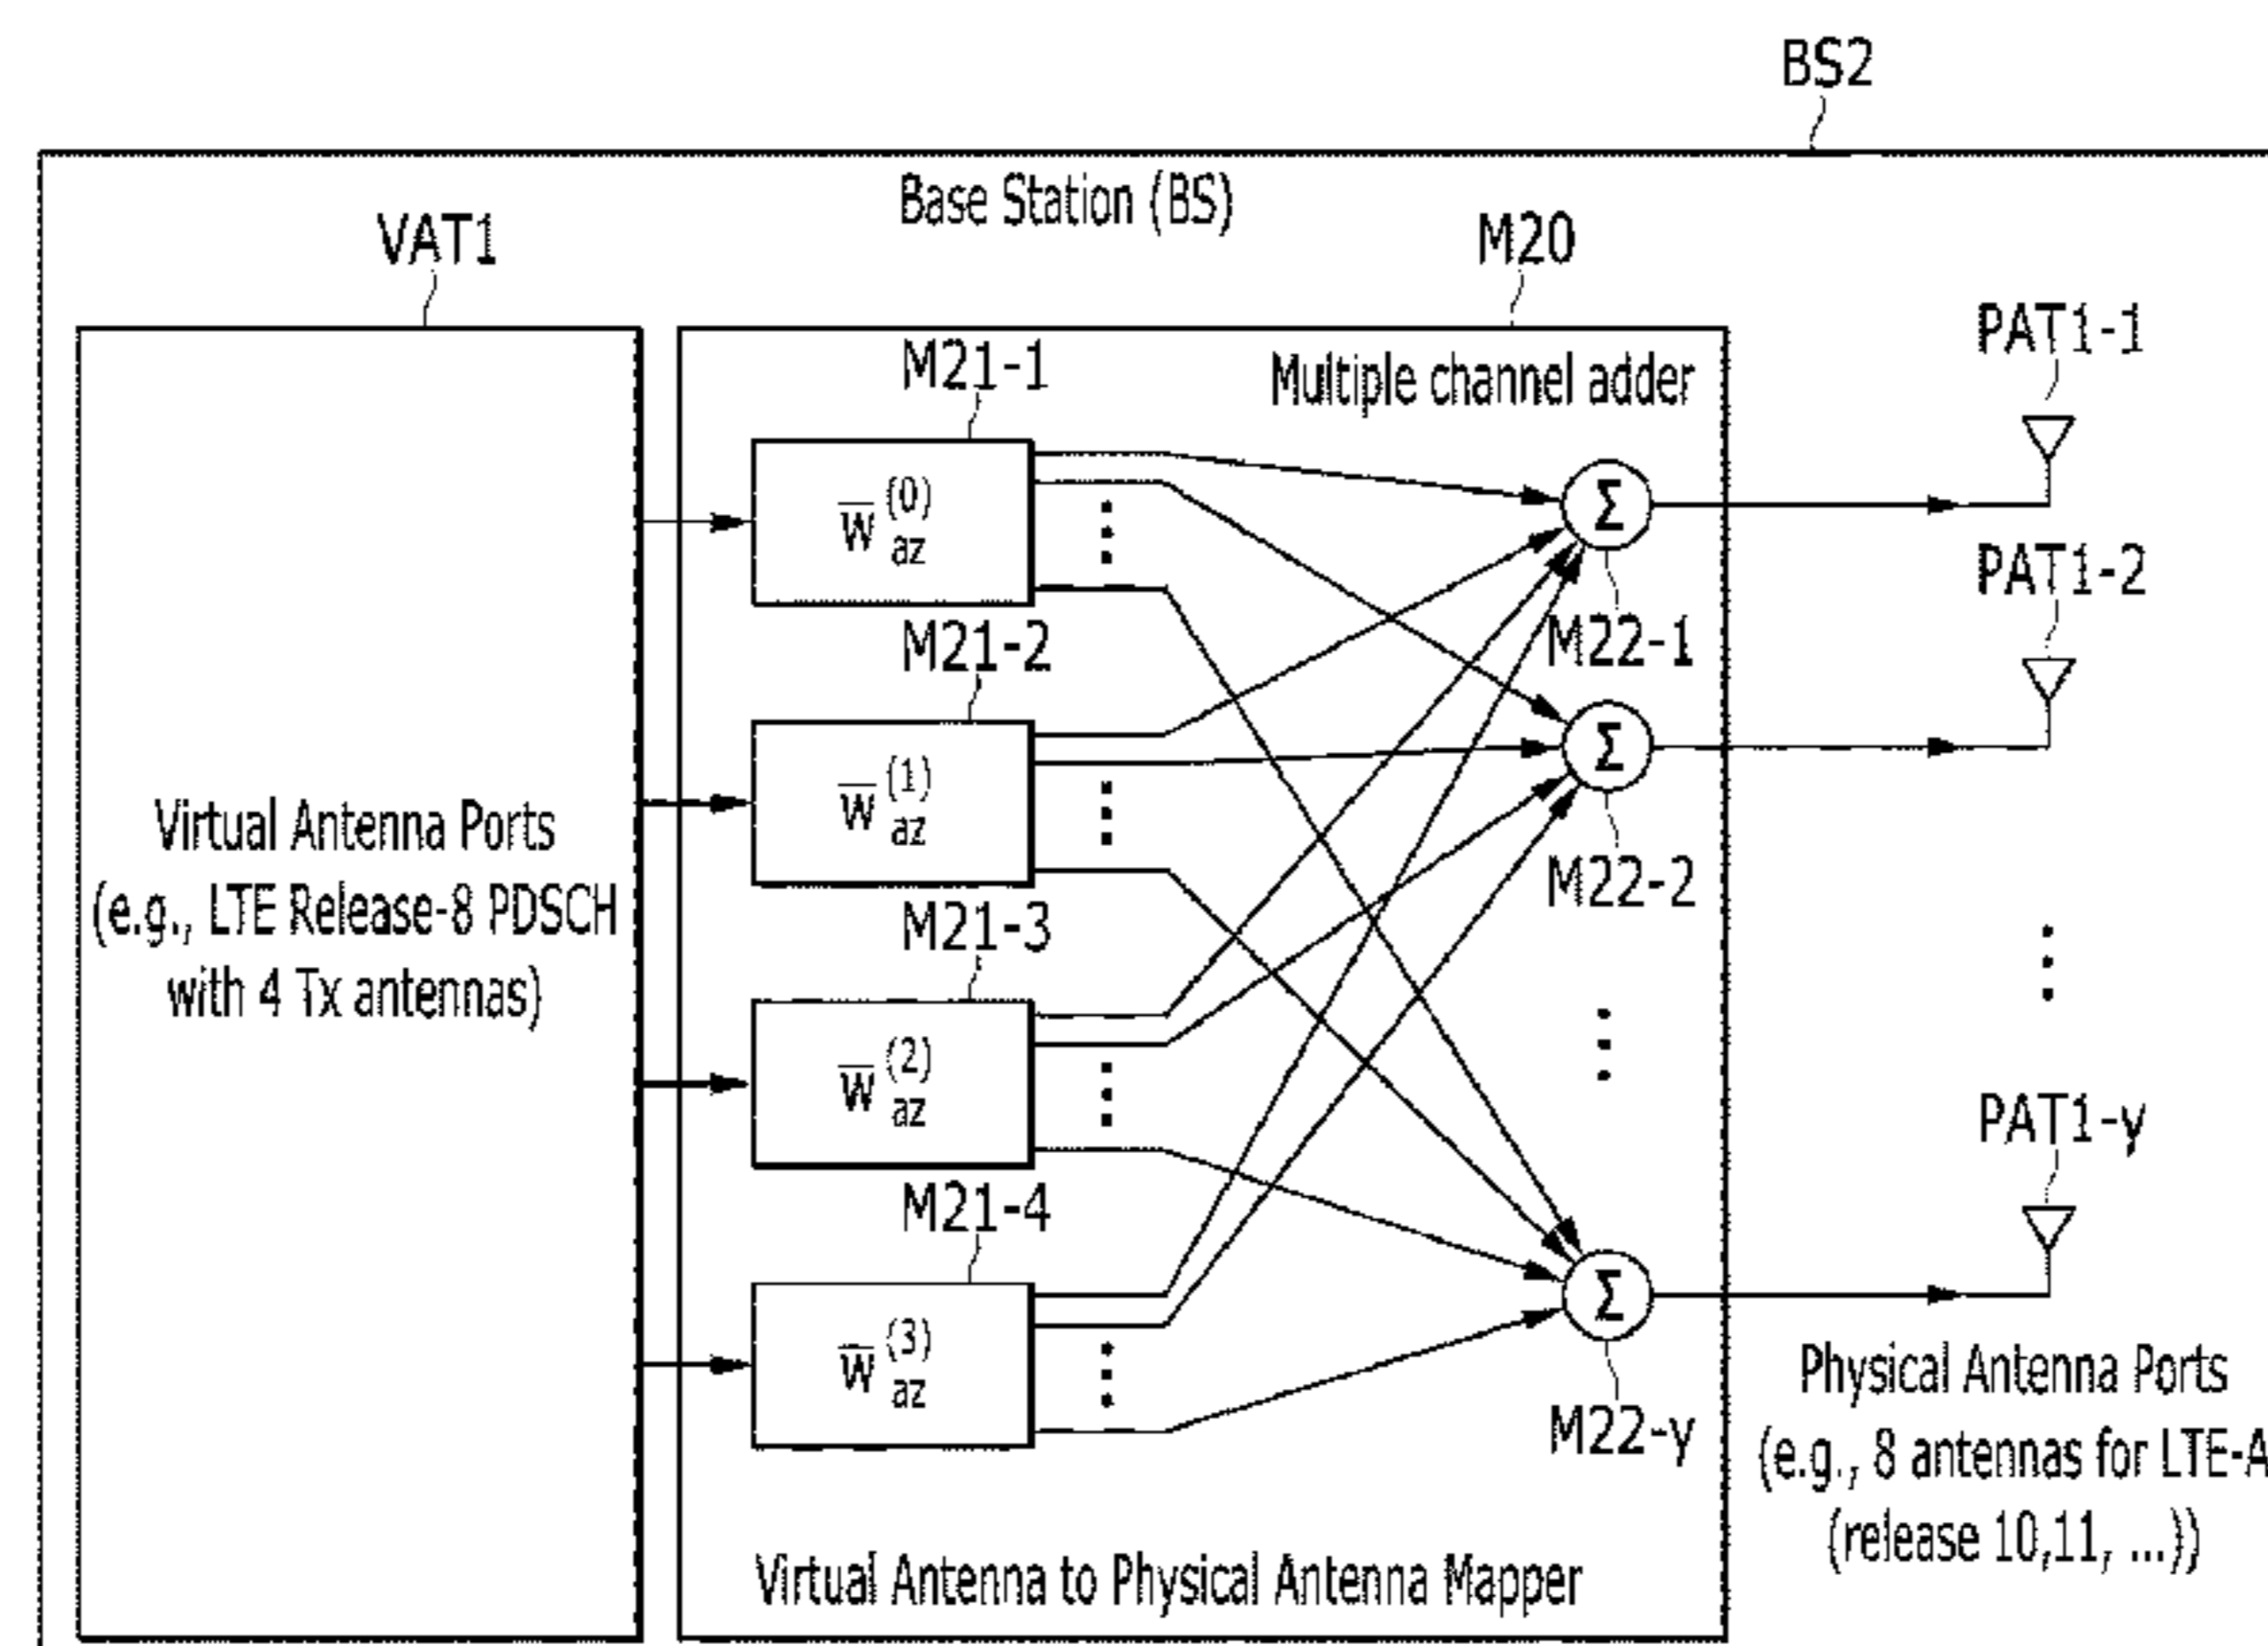 BS2
Base Station (BS)
VAT1
M20
PAT1-1
M21-1
Multiple channel adder
w̅ (0) az
Σ
PAT1-2
M21-2
M22-1
w̅ (1) az
Σ
Virtual Antenna Ports
(e.g., LTE Release-8 PDSCH
with 4 Tx antennas)
M22-2
M21-3
w̅ (2) az
PAT1-y
M21-4
Σ
w̅ (3) az
M22-y
Physical Antenna Ports
(e.g., 8 antennas for LTE-A
(release 10,11, ...))
Virtual Antenna to Physical Antenna Mapper